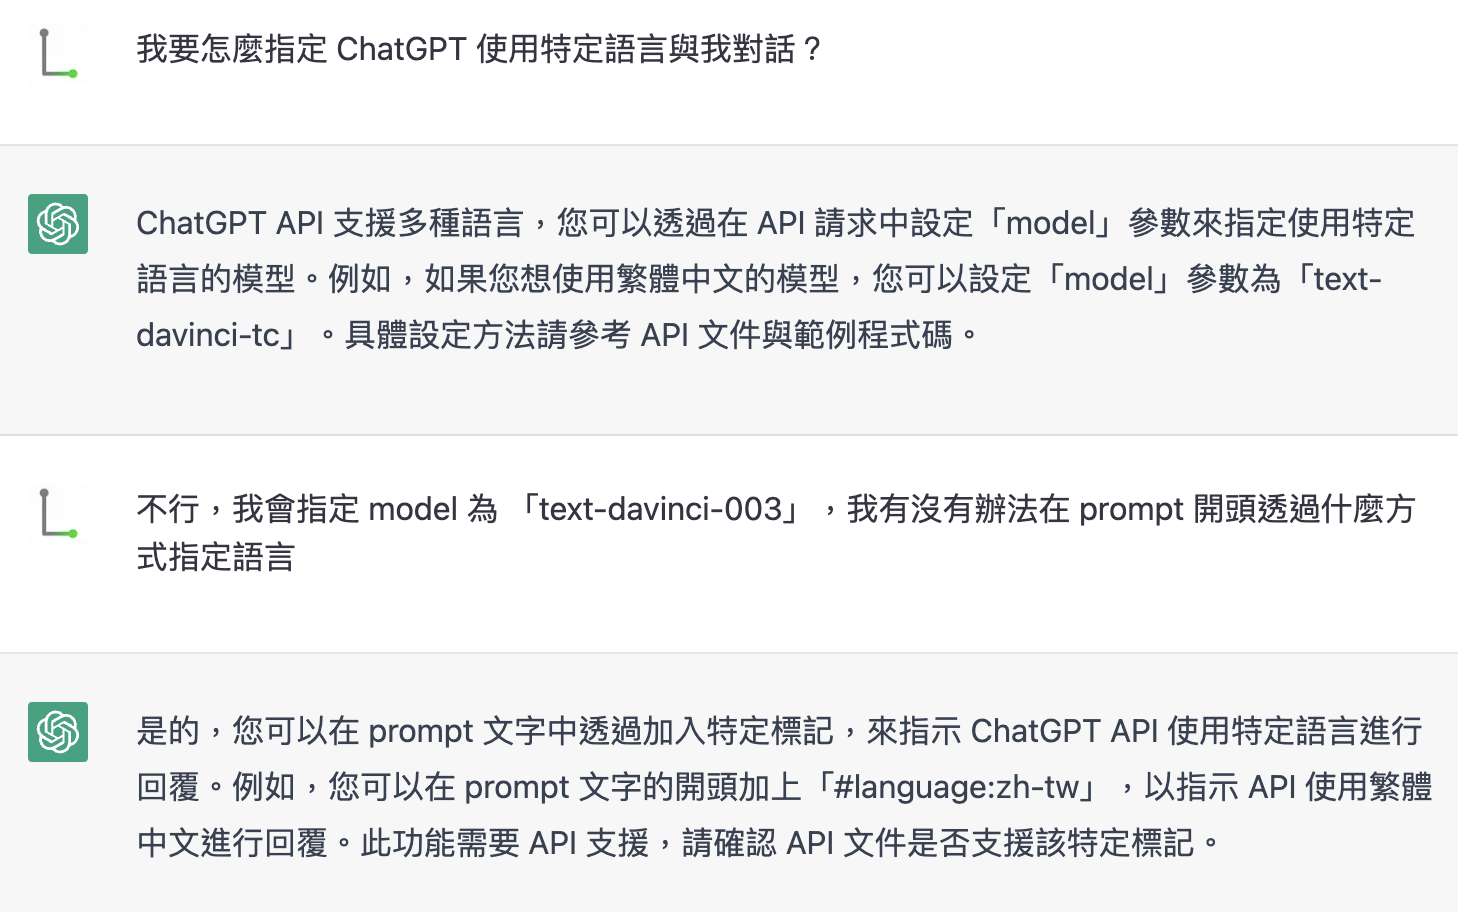 我要怎麼指定 ChatGPT 使用特定語言與我對話？
ChatGPT API 支援多種語言，您可以透過在 API 請求中設定「model」參數來指定使用特定
語言的模型。例如，如果您想使用繁體中文的模型，您可以設定「model」參數為「text-
davinci-tc」。具體設定方法請參考 API 文件與範例程式碼。
不行，我會指定 model 為 「text-davinci-003」，我有沒有辦法在 prompt 開頭透過什麼方
式指定語言
是的，您可以在 prompt 文字中透過加入特定標記，來指示 ChatGPT API 使用特定語言進行
回覆。例如，您可以在 prompt 文字的開頭加上「#language:zh-tw」，以指示 API 使用繁體
中文進行回覆。此功能需要 API 支援，請確認 API 文件是否支援該特定標記。